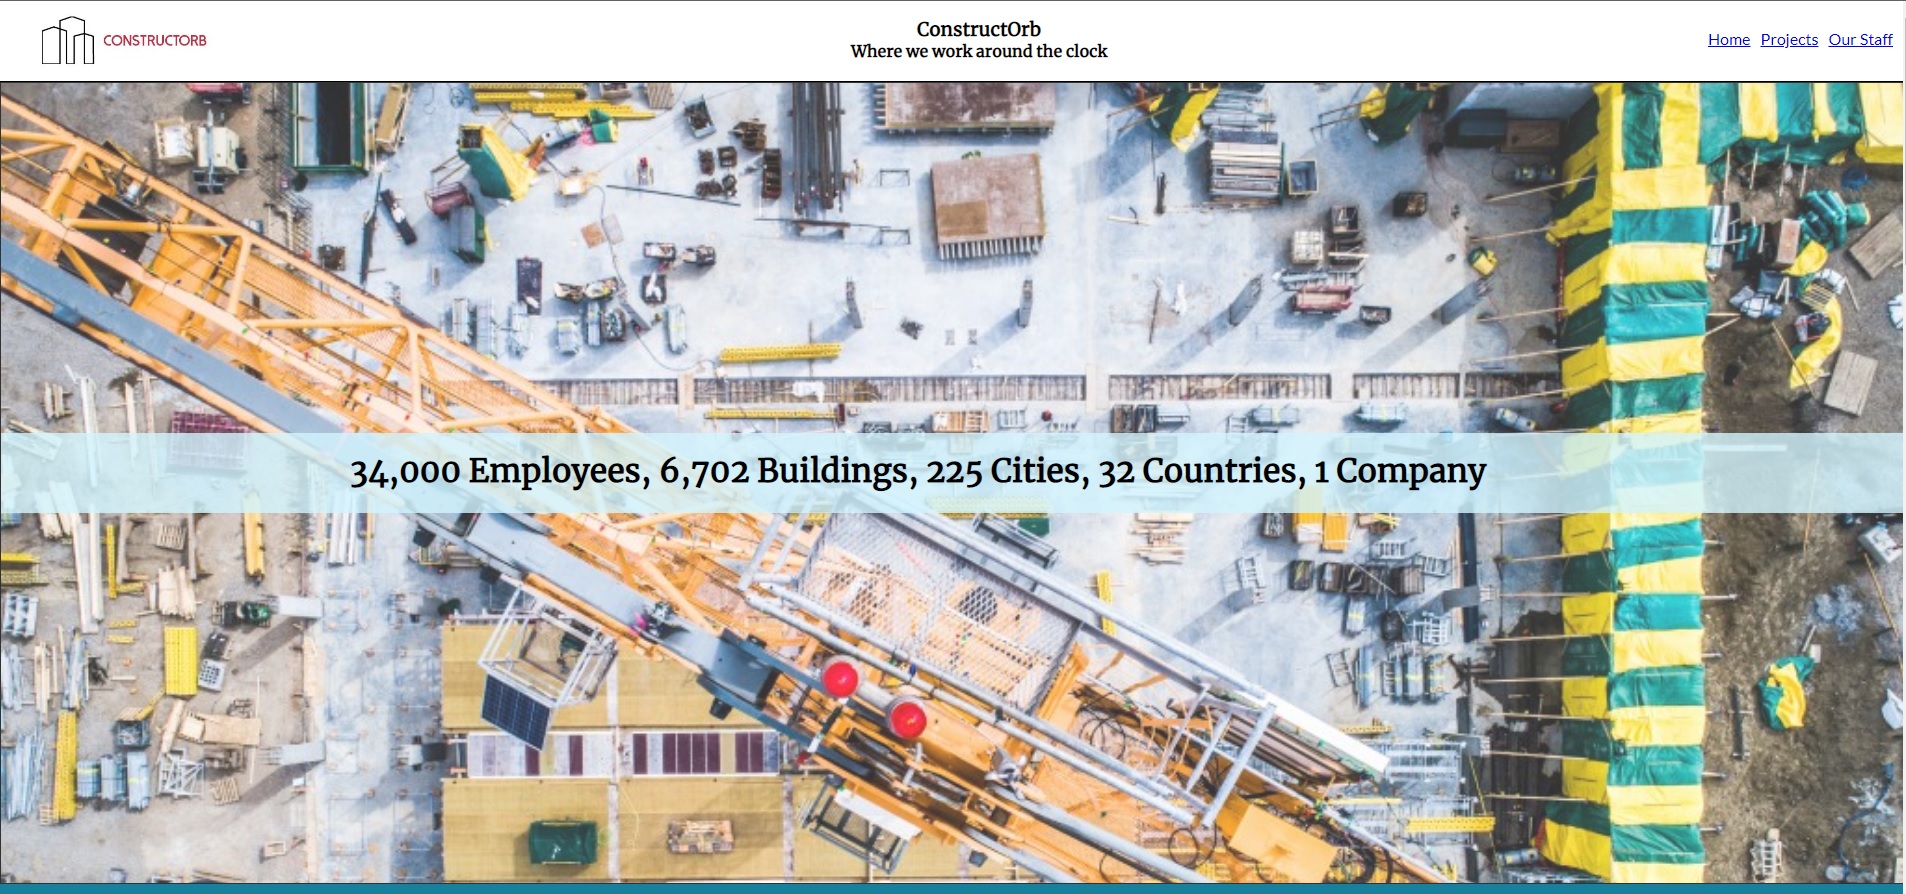 CONSTRUCTORB
ConstructOrb
Where we work around the clock
Home Projects Our Staff
34,000 Employees, 6,702 Buildings, 225 Cities, 32 Countries, 1 Company